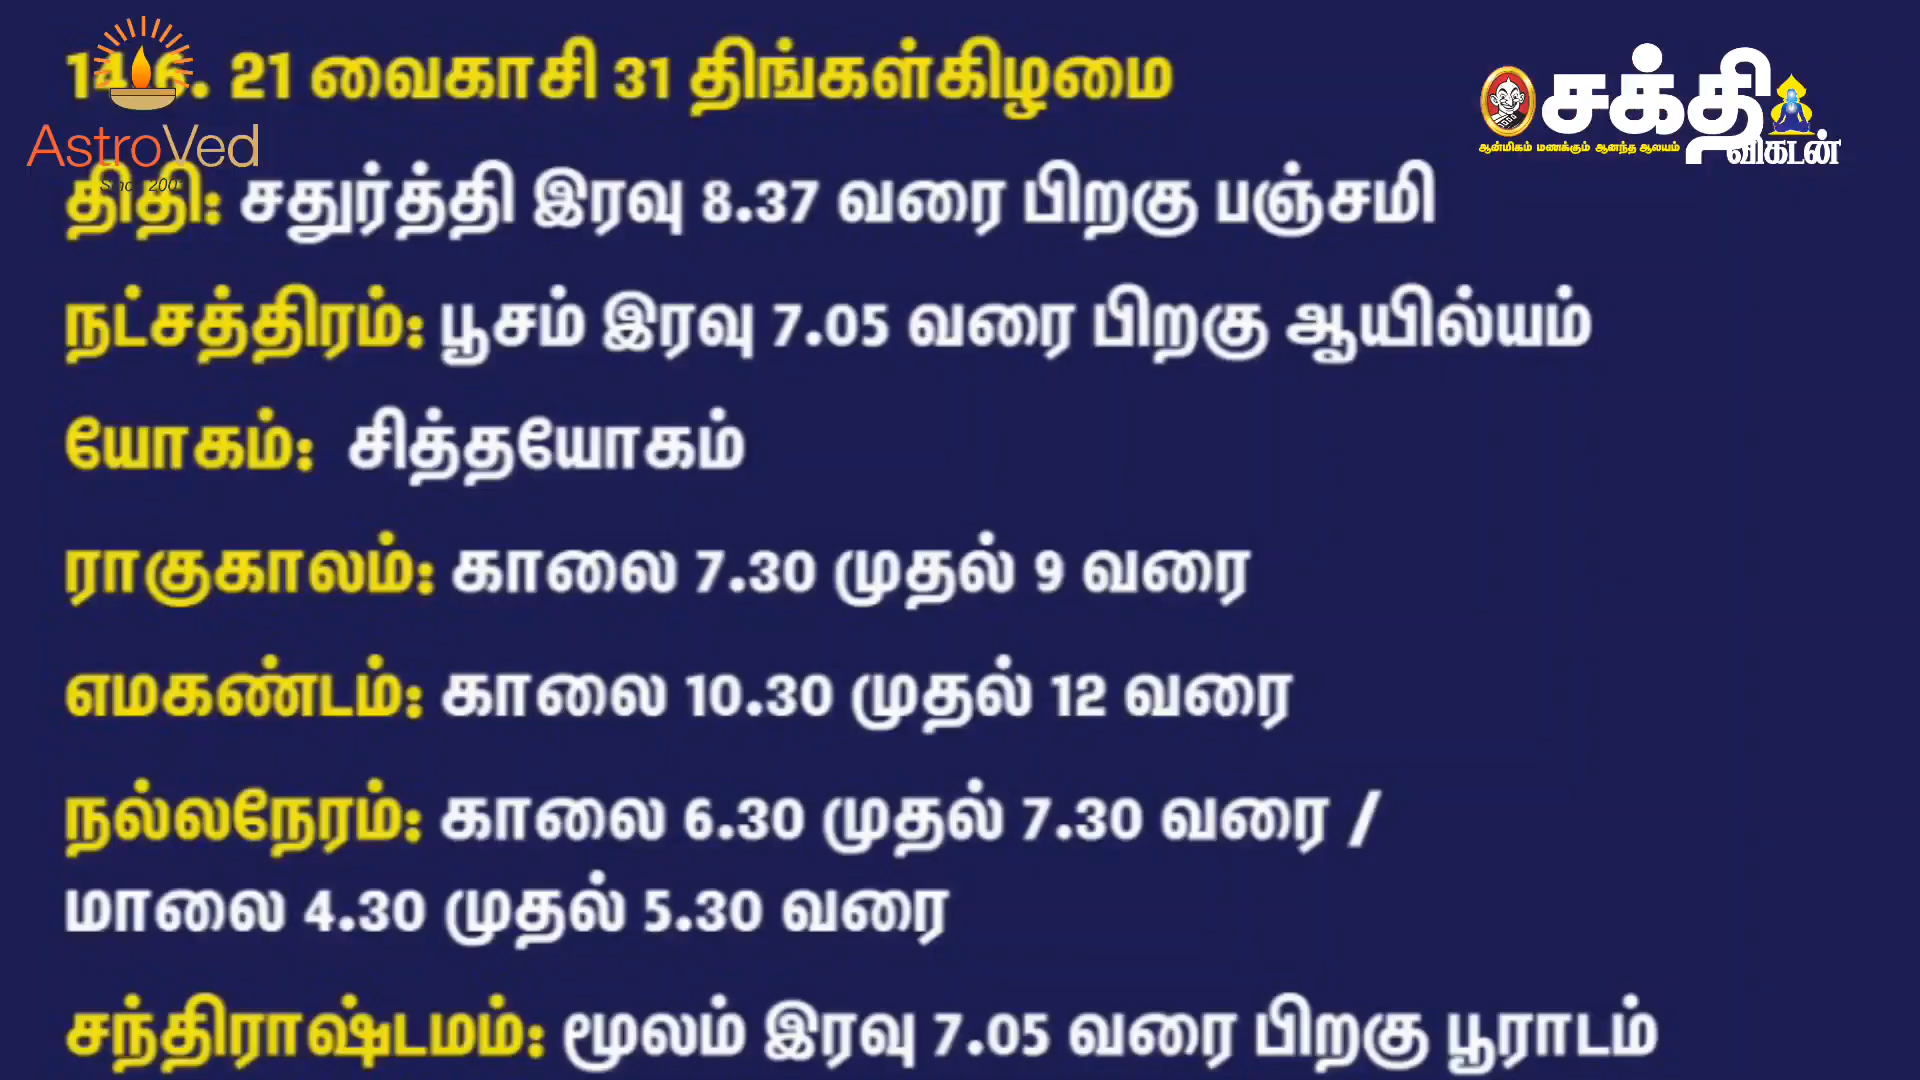 14.6. 21 வைகாசி 31 திங்கள்கிழமை
AstroVed
சக்தி
விகடன்
ஆன்மிகம் மணக்கும் ஆனந்த ஆலயம்
திதி: சதுர்த்தி இரவு 8.37 வரை பிறகு பஞ்சமி
நட்சத்திரம்: பூசம் இரவு 7.05 வரை பிறகு ஆயில்யம்
யோகம்: சித்தயோகம்
ராகுகாலம்: காலை 7.30 முதல் 9 வரை
எமகண்டம்: காலை 10.30 முதல் 12 வரை
நல்லநேரம்: காலை 6.30 முதல் 7.30 வரை /
மாலை 4.30 முதல் 5.30 வரை
சந்திராஷ்டமம்: மூலம் இரவு 7.05 வரை பிறகு பூராடம்